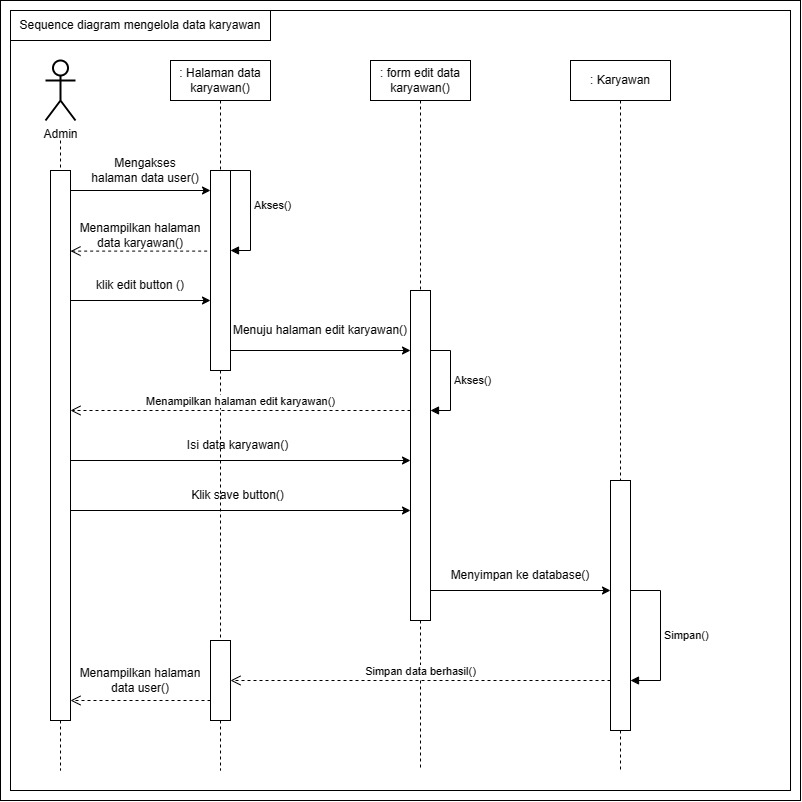 Sequence diagram mengelola data karyawan
: Halaman data
karyawan()
: form edit data
karyawan()
: Karyawan
Admin
Mengakses
halaman data user()
Akses()
Menampilkan halaman
data karyawan()
klik edit button ()
Menuju halaman edit karyawan()
Akses()
Menampilkan halaman edit karyawan()
Isi data karyawan()
Klik save button()
Menyimpan ke database()
Simpan()
Simpan data berhasil()
Menampilkan halaman
data user()